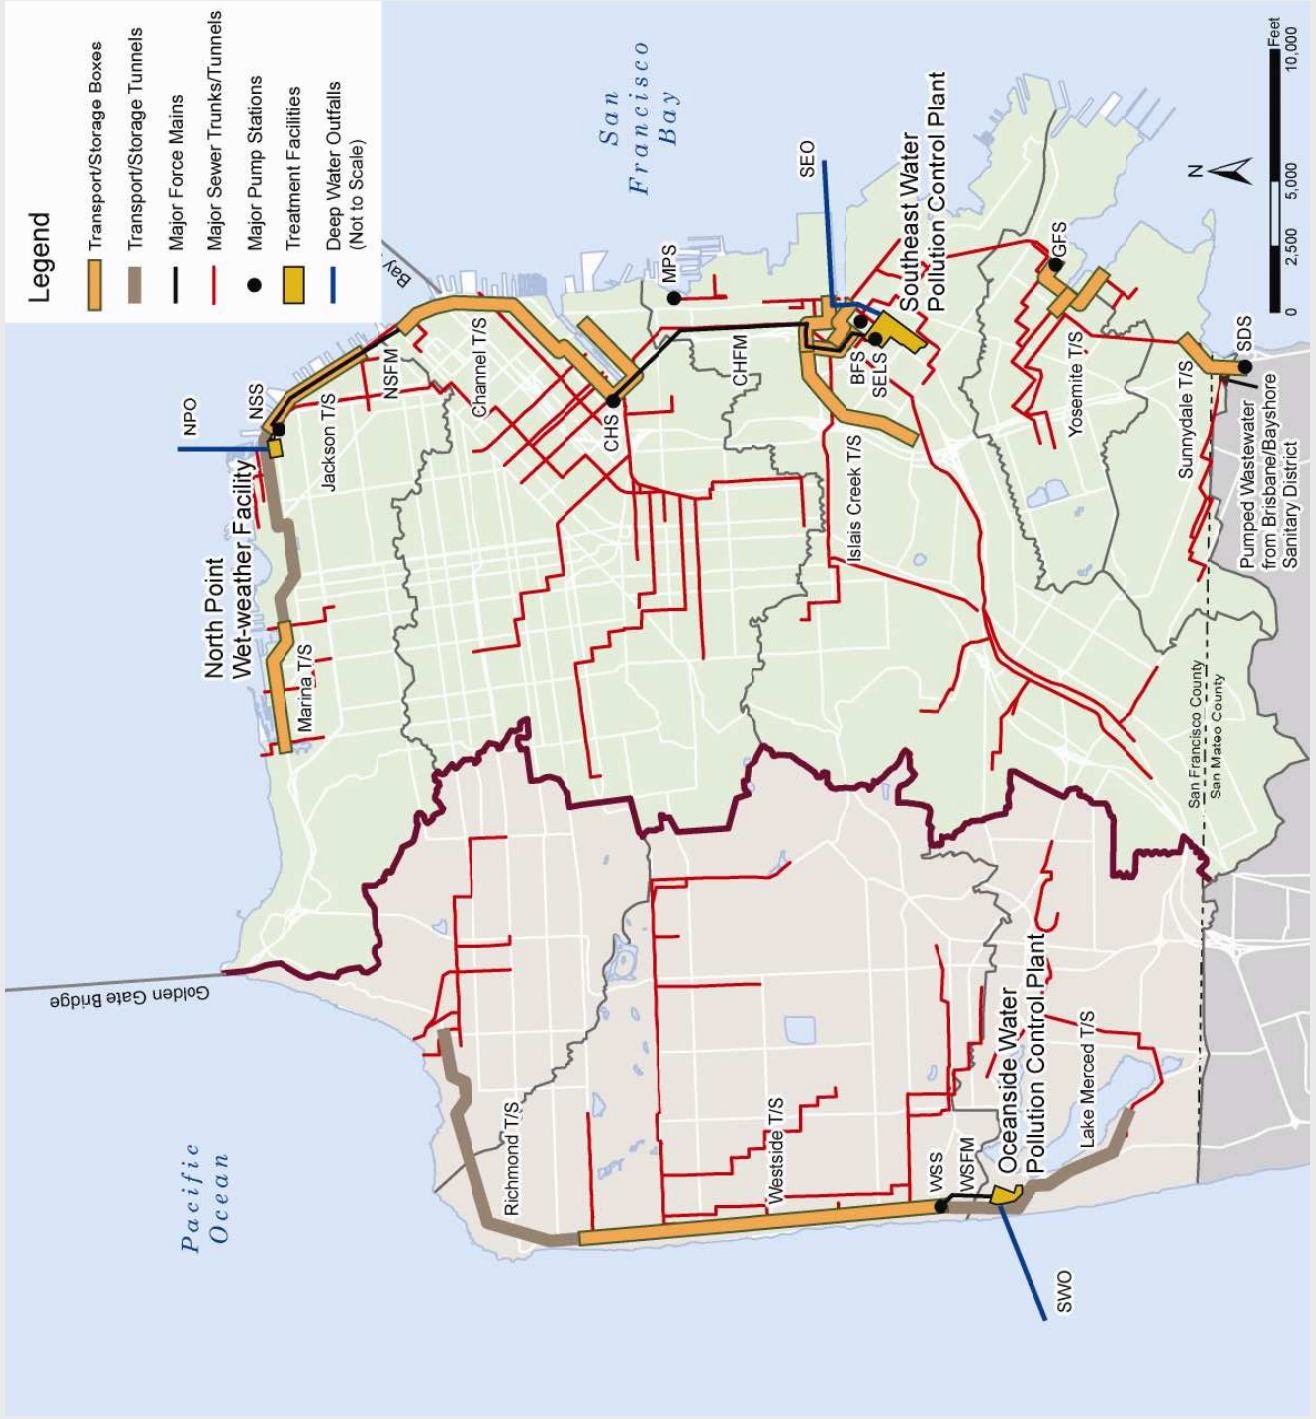 Legend
Transport/Storage Boxes
Transport/Storage Tunnels
Major Force Mains
Major Sewer Trunks/Tunnels
Major Pump Stations
Treatment Facilities
Deep Water Outfalls
(Not to Scale)
Pacific
Ocean
Golden Gate Bridge
San
Francisco
Bay
Bay
North Point
Wet-weather Facility
NPO
NSS
Marina T/S
Jackson T/S
NSFM
Channel T/S
CHS
MPS
CHFM
SEO
BFS
SELS
Southeast Water
Pollution Control Plant
Islais Creek T/S
GFS
Yosemite T/S
Sunnydale T/S
SDS
Pumped Wastewater
from Brisbane/Bayshore
Sanitary District
San Francisco County
San Mateo County
Richmond T/S
Westside T/S
WSS
WSFM
Oceanside Water
Pollution Control Plant
Lake Merced T/S
SWO
N
0
2,500
5,000
10,000
Feet